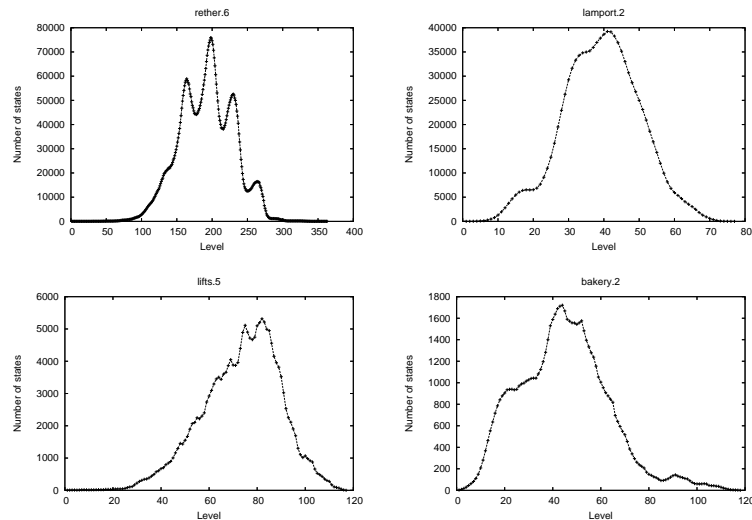 rether.6
80000
70000
60000
50000
40000
30000
20000
10000
0
Number of states
0 50 100 150 200 250 300 350 400
Level
lamport.2
40000
35000
30000
25000
20000
15000
10000
5000
0
Number of states
0 10 20 30 40 50 60 70 80
Level
lifts.5
6000
5000
4000
3000
2000
1000
0
Number of states
0 20 40 60 80 100 120
Level
bakery.2
1800
1600
1400
1200
1000
800
600
400
200
0
Number of states
0 20 40 60 80 100 120
Level